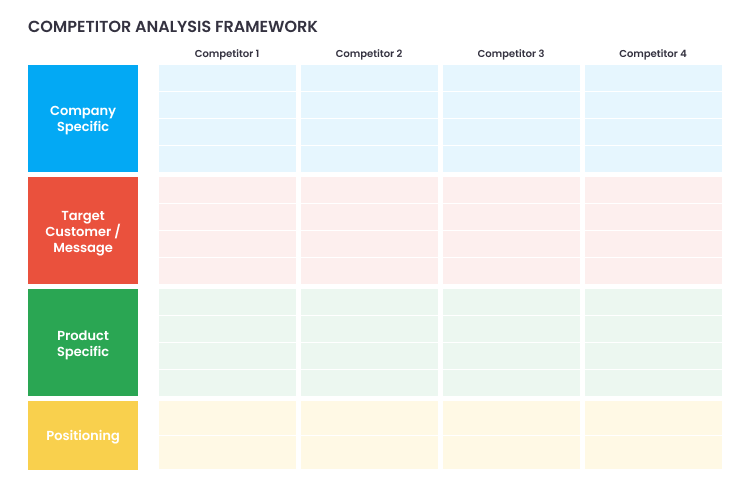 COMPETITOR ANALYSIS FRAMEWORK
Competitor 1
Competitor 2
Competitor 3
Competitor 4
Company
Specific
Target
Customer /
Message
Product
Specific
Positioning